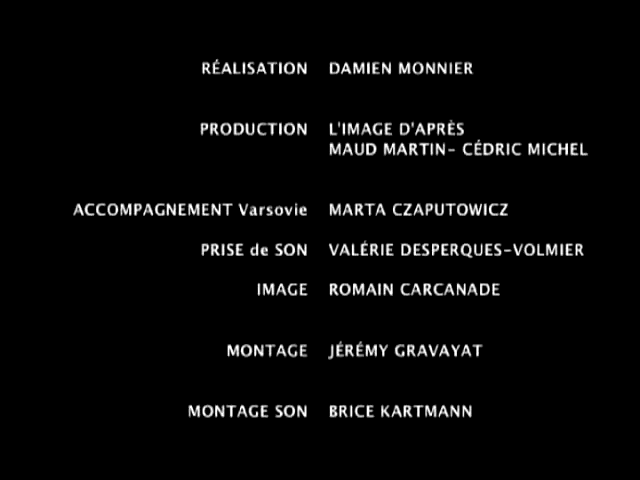 RÉALISATION DAMIEN MONNIER
PRODUCTION L'IMAGE D'APRÈS
MAUD MARTIN- CÉDRIC MICHEL
ACCOMPAGNEMENT Varsovie MARTA CZAPUTOWICZ
PRISE de SON VALÉRIE DESPERQUES-VOLMIER
IMAGE ROMAIN CARCANADE
MONTAGE JÉRÉMY GRAVAYAT
MONTAGE SON BRICE KARTMANN